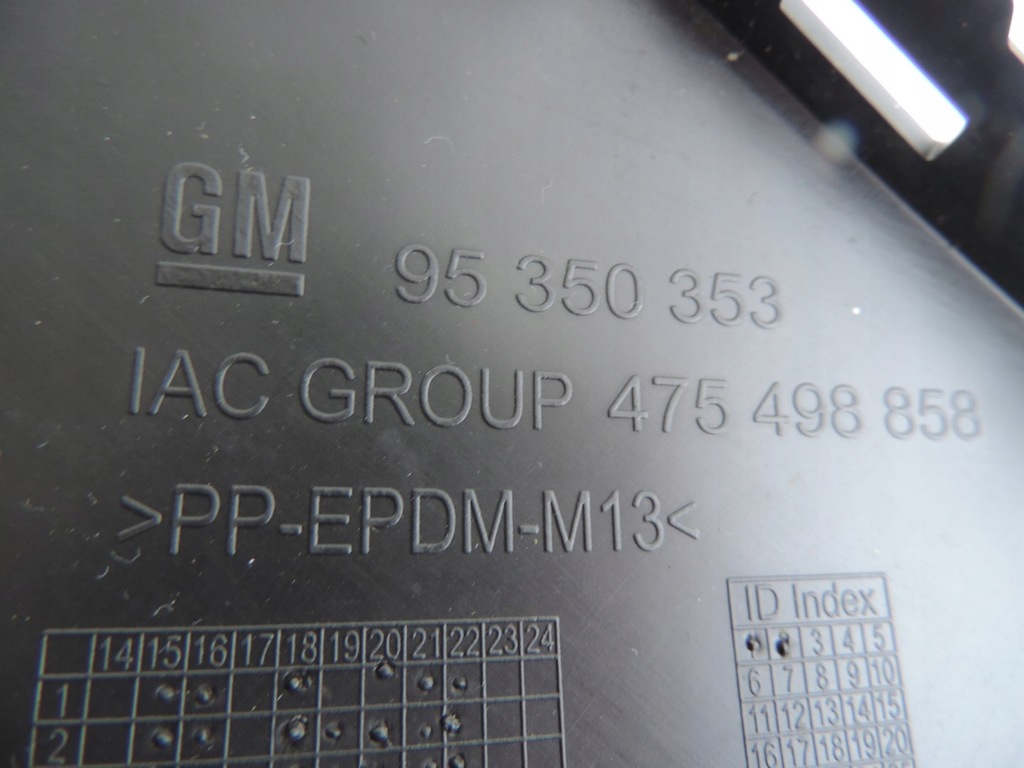 GM
95 350 353
IAC GROUP 475 498 858
>PP-EPDM-M13<
ID Index
14 15 16 17 18 19 20 21 22 23 24
1
2
3 4 5
6 7 8 9 10
11 12 13 14 15
16 17 18 19 20